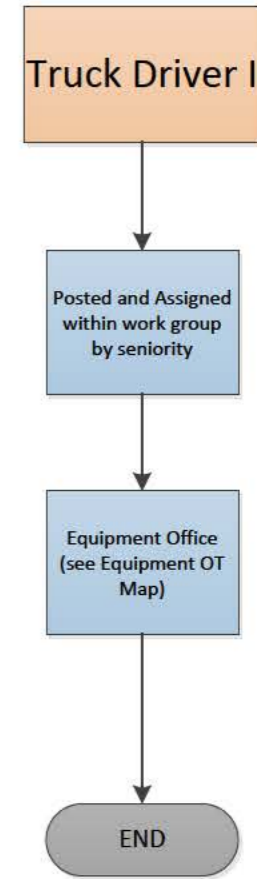 Truck Driver I
Posted and Assigned
within work group
by seniority
Equipment Office
(see Equipment OT
Map)
END